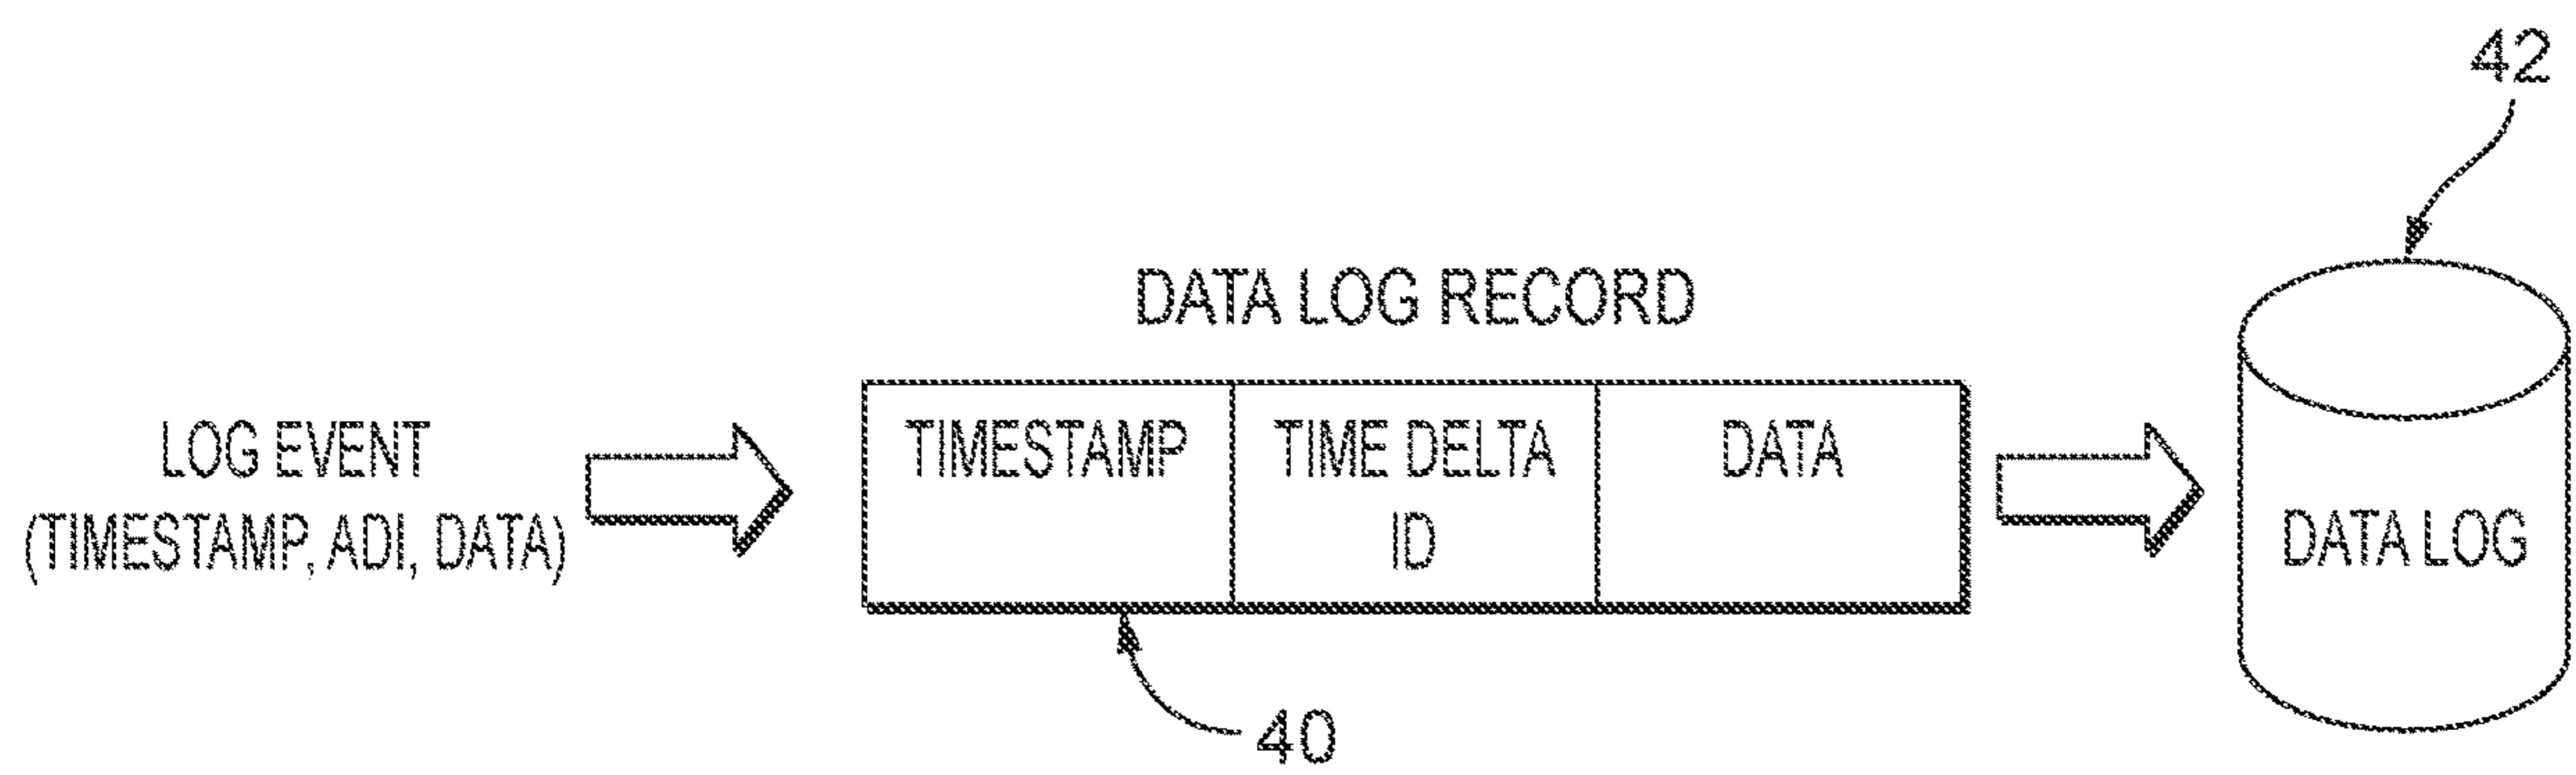 42
DATA LOG RECORD
LOG EVENT
(TIMESTAMP, ADI, DATA)
TIMESTAMP
TIME DELTA
ID
DATA
DATA LOG
40